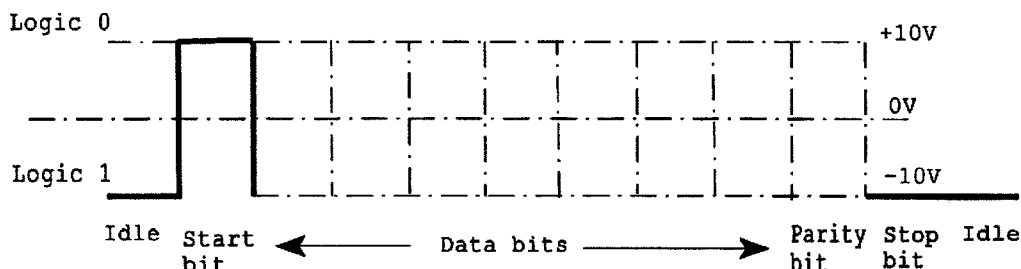 Logic 0
+10V
0V
Logic 1
-10V
Idle Start bit Data bits Parity bit Stop bit Idle